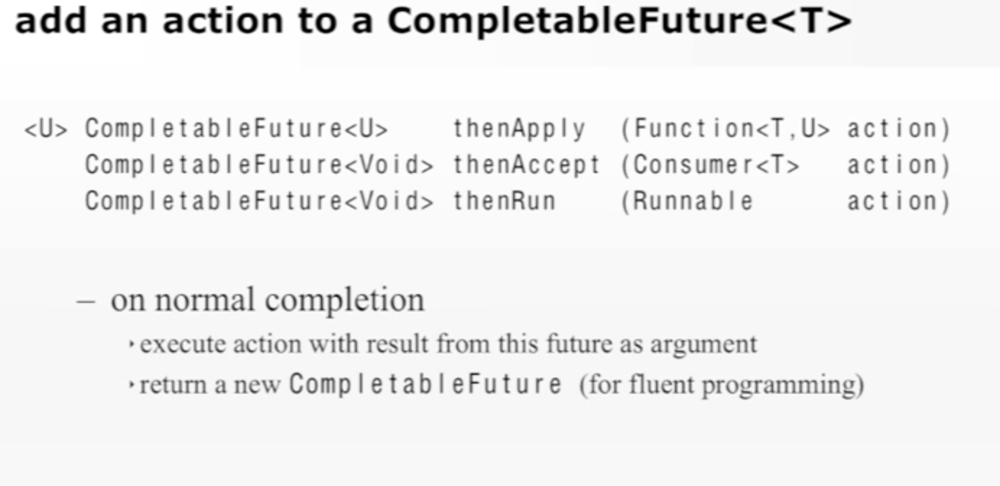 add an action to a CompletableFuture<T>
<U> CompletableFuture<U> thenApply (Function<T,U> action)
CompletableFuture<Void> thenAccept (Consumer<T> action)
CompletableFuture<Void> thenRun (Runnable action)
– on normal completion
‣ execute action with result from this future as argument
‣ return a new CompletableFuture (for fluent programming)